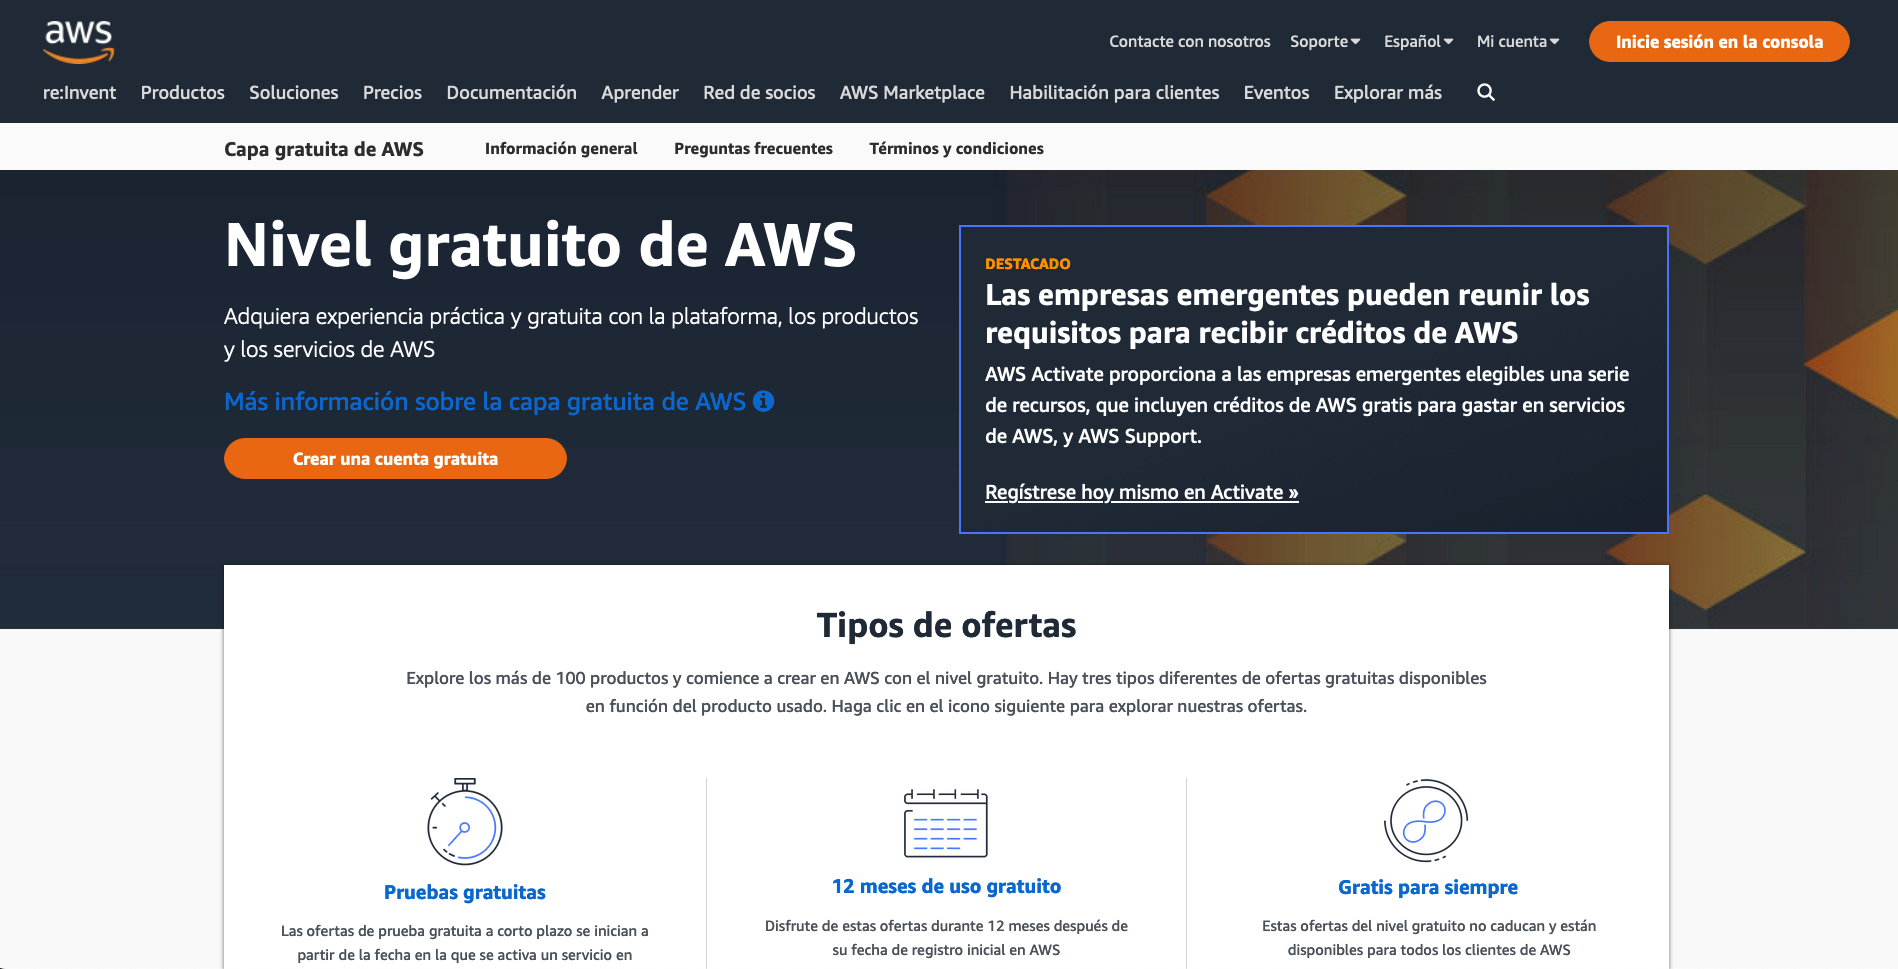 aws
Contacte con nosotros Soporte Español Mi cuenta Inicie sesión en la consola
re:Invent Productos Soluciones Precios Documentación Aprender Red de socios AWS Marketplace Habilitación para clientes Eventos Explorar más
Capa gratuita de AWS Información general Preguntas frecuentes Términos y condiciones
Nivel gratuito de AWS
Adquiera experiencia práctica y gratuita con la plataforma, los productos
y los servicios de AWS
Más información sobre la capa gratuita de AWS
Crear una cuenta gratuita
DESTACADO
Las empresas emergentes pueden reunir los
requisitos para recibir créditos de AWS
AWS Activate proporciona a las empresas emergentes elegibles una serie
de recursos, que incluyen créditos de AWS gratis para gastar en servicios
de AWS, y AWS Support.
Regístrese hoy mismo en Activate »
Tipos de ofertas
Explore los más de 100 productos y comience a crear en AWS con el nivel gratuito. Hay tres tipos diferentes de ofertas gratuitas disponibles
en función del producto usado. Haga clic en el icono siguiente para explorar nuestras ofertas.
Pruebas gratuitas
Las ofertas de prueba gratuita a corto plazo se inician a
partir de la fecha en la que se activa un servicio en
12 meses de uso gratuito
Disfrute de estas ofertas durante 12 meses después de
su fecha de registro inicial en AWS
Gratis para siempre
Estas ofertas del nivel gratuito no caducan y están
disponibles para todos los clientes de AWS